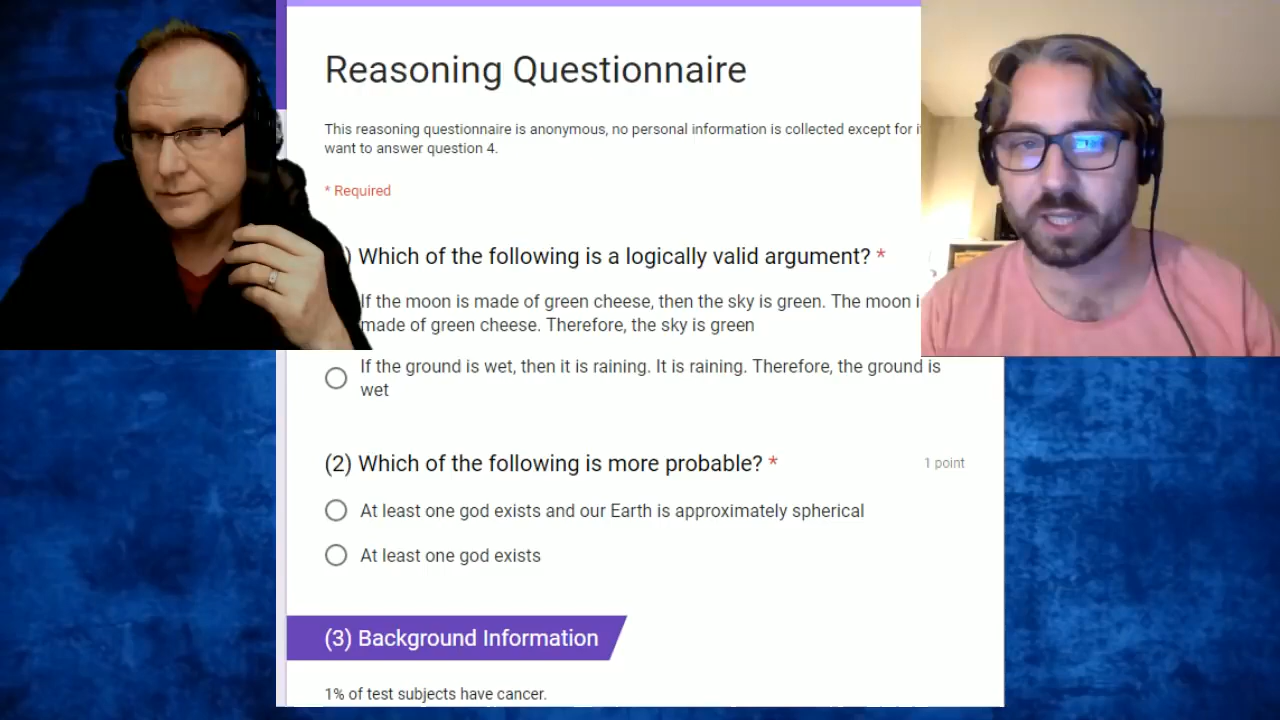 Reasoning Questionnaire
This reasoning questionnaire is anonymous, no personal information is collected except for
want to answer question 4.
* Required
) Which of the following is a logically valid argument? *
If the moon is made of green cheese, then the sky is green. The moon
made of green cheese. Therefore, the sky is green
If the ground is wet, then it is raining. It is raining. Therefore, the ground is
wet
(2) Which of the following is more probable? *
1 point
At least one god exists and our Earth is approximately spherical
At least one god exists
(3) Background Information
1% of test subjects have cancer.